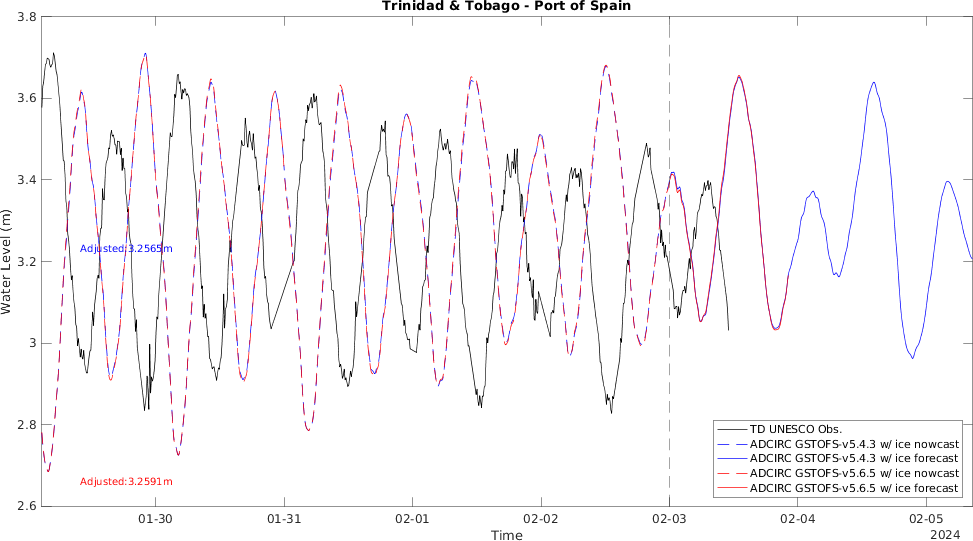 Trinidad & Tobago - Port of Spain
3.8
3.6
3.4
3.2
3
2.8
2.6
Water Level (m)
Adjusted:3.2565m
Adjusted:3.2591m
TD UNESCO Obs.
ADCIRC GSTOFS-v5.4.3 w/ ice nowcast
ADCIRC GSTOFS-v5.4.3 w/ ice forecast
ADCIRC GSTOFS-v5.6.5 w/ ice nowcast
ADCIRC GSTOFS-v5.6.5 w/ ice forecast
01-30 01-31 02-01 02-02 02-03 02-04 02-05
Time
2024